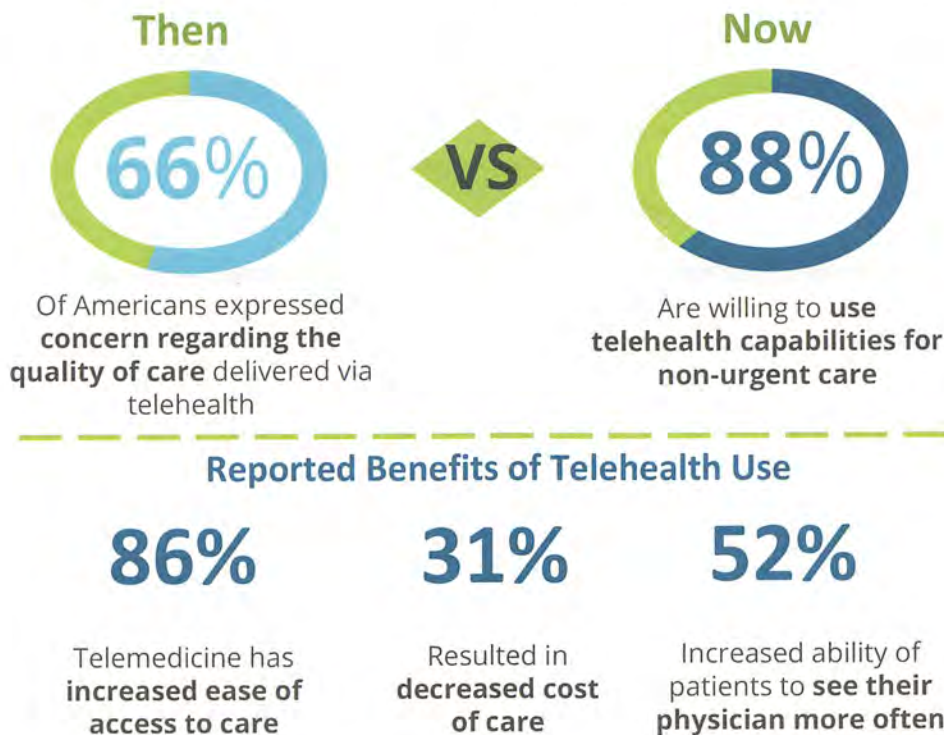 Then
Now
66%
VS
88%
Of Americans expressed
concern regarding the
quality of care delivered via
telehealth
Are willing to use
telehealth capabilities for
non-urgent care
Reported Benefits of Telehealth Use
86%
31%
52%
Telemedicine has
increased ease of
access to care
Resulted in
decreased cost
of care
Increased ability of
patients to see their
physician more often